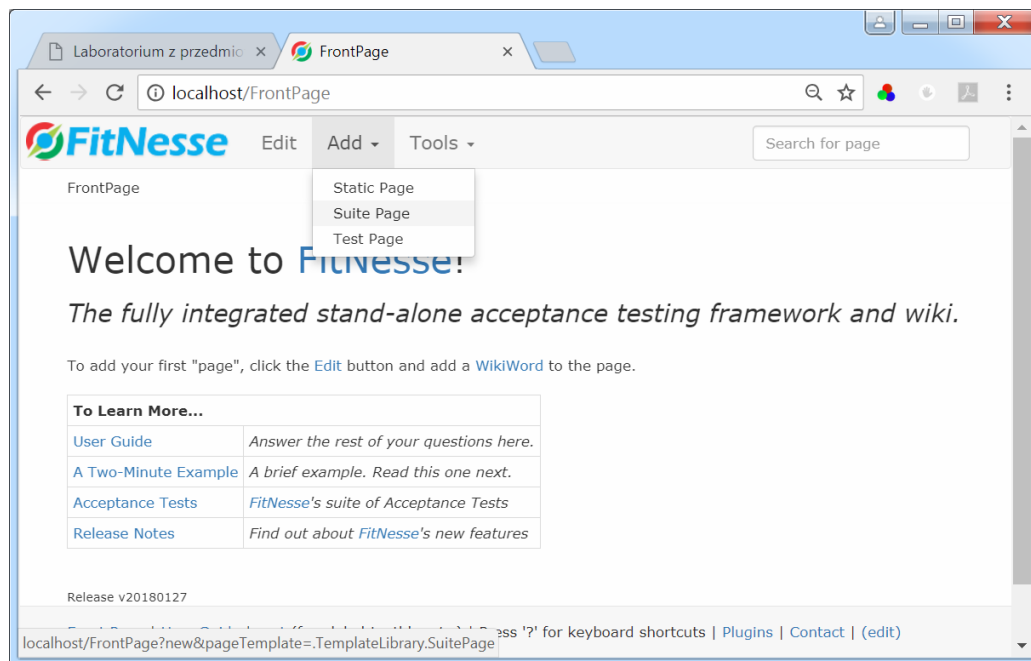 Laboratorium z przedmio
FrontPage
localhost/FrontPage
FitNesse Edit Add Tools Search for page
FrontPage
Static Page
Suite Page
Test Page
Welcome to FitNesse!
The fully integrated stand-alone acceptance testing framework and wiki.
To add your first "page", click the Edit button and add a WikiWord to the page.
To Learn More...
User Guide Answer the rest of your questions here.
A Two-Minute Example A brief example. Read this one next.
Acceptance Tests FitNesse's suite of Acceptance Tests
Release Notes Find out about FitNesse's new features
Release v20180127
Press '?' for keyboard shortcuts | Plugins | Contact | (edit)
localhost/FrontPage?new&pageTemplate=.TemplateLibrary.SuitePage